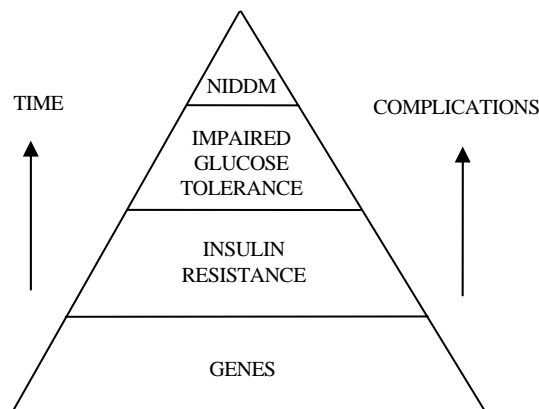 NIDDM
TIME
COMPLICATIONS
IMPAIRED
GLUCOSE
TOLERANCE
INSULIN
RESISTANCE
GENES